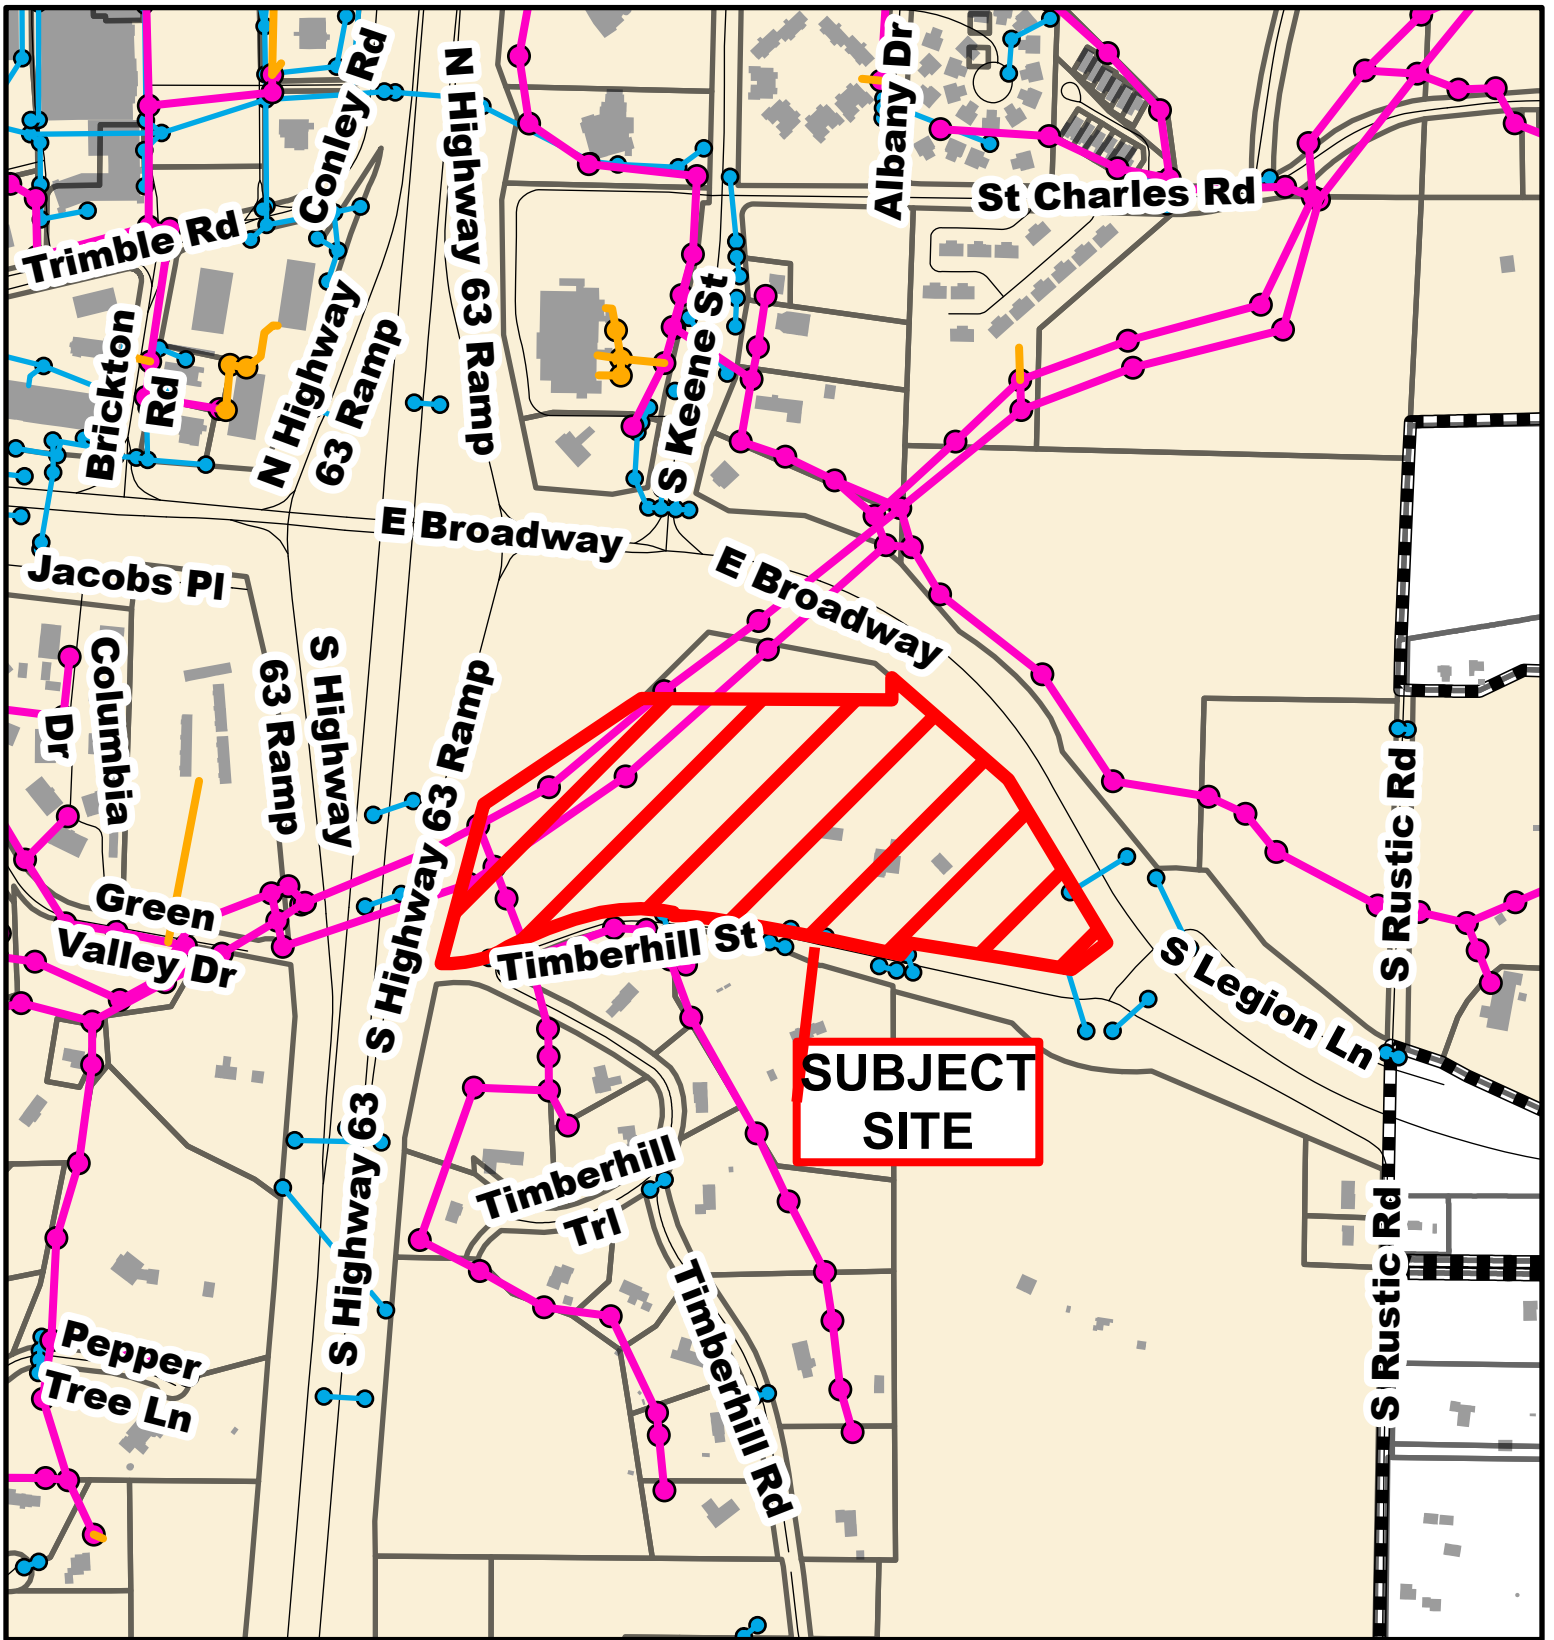 Conley Rd
N Highway 63 Ramp
Albany Dr
St Charles Rd
Trimble Rd
Brickton
Rd
N Highway
63 Ramp
S Keene St
E Broadway
E Broadway
Jacobs Pl
Columbia
Dr
S Highway
63 Ramp
S Highway 63 Ramp
Green
Valley Dr
Timberhill St
S Legion Ln
S Rustic Rd
SUBJECT
SITE
S Highway 63
Timberhill
Trl
Timberhill Rd
S Rustic Rd
Pepper
Tree Ln